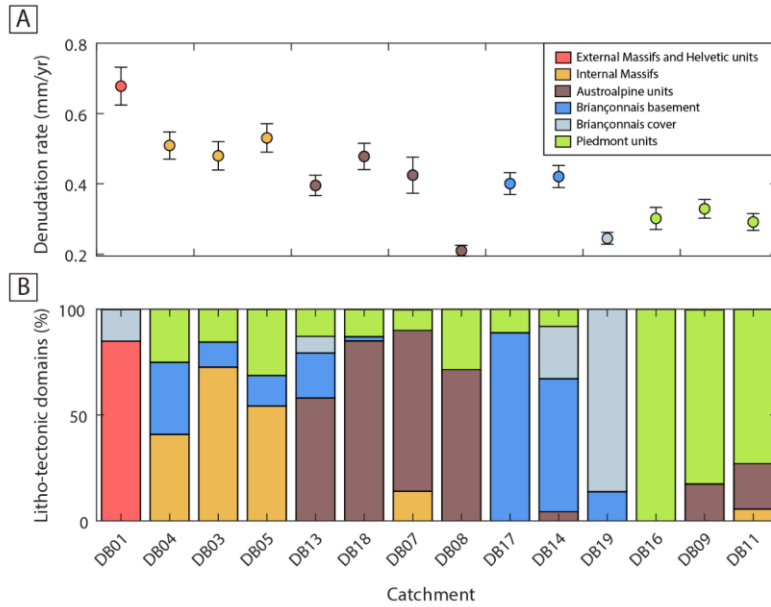 A
Denudation rate (mm/yr)
0.8
0.6
0.4
0.2
External Massifs and Helvetic units
Internal Massifs
Austroalpine units
Briançonnais basement
Briançonnais cover
Piedmont units
B
Litho-tectonic domains (%)
100
50
0
DB01
DB04
DB03
DB05
DB13
DB18
DB07
DB08
DB17
DB14
DB19
DB16
DB09
DB11
Catchment